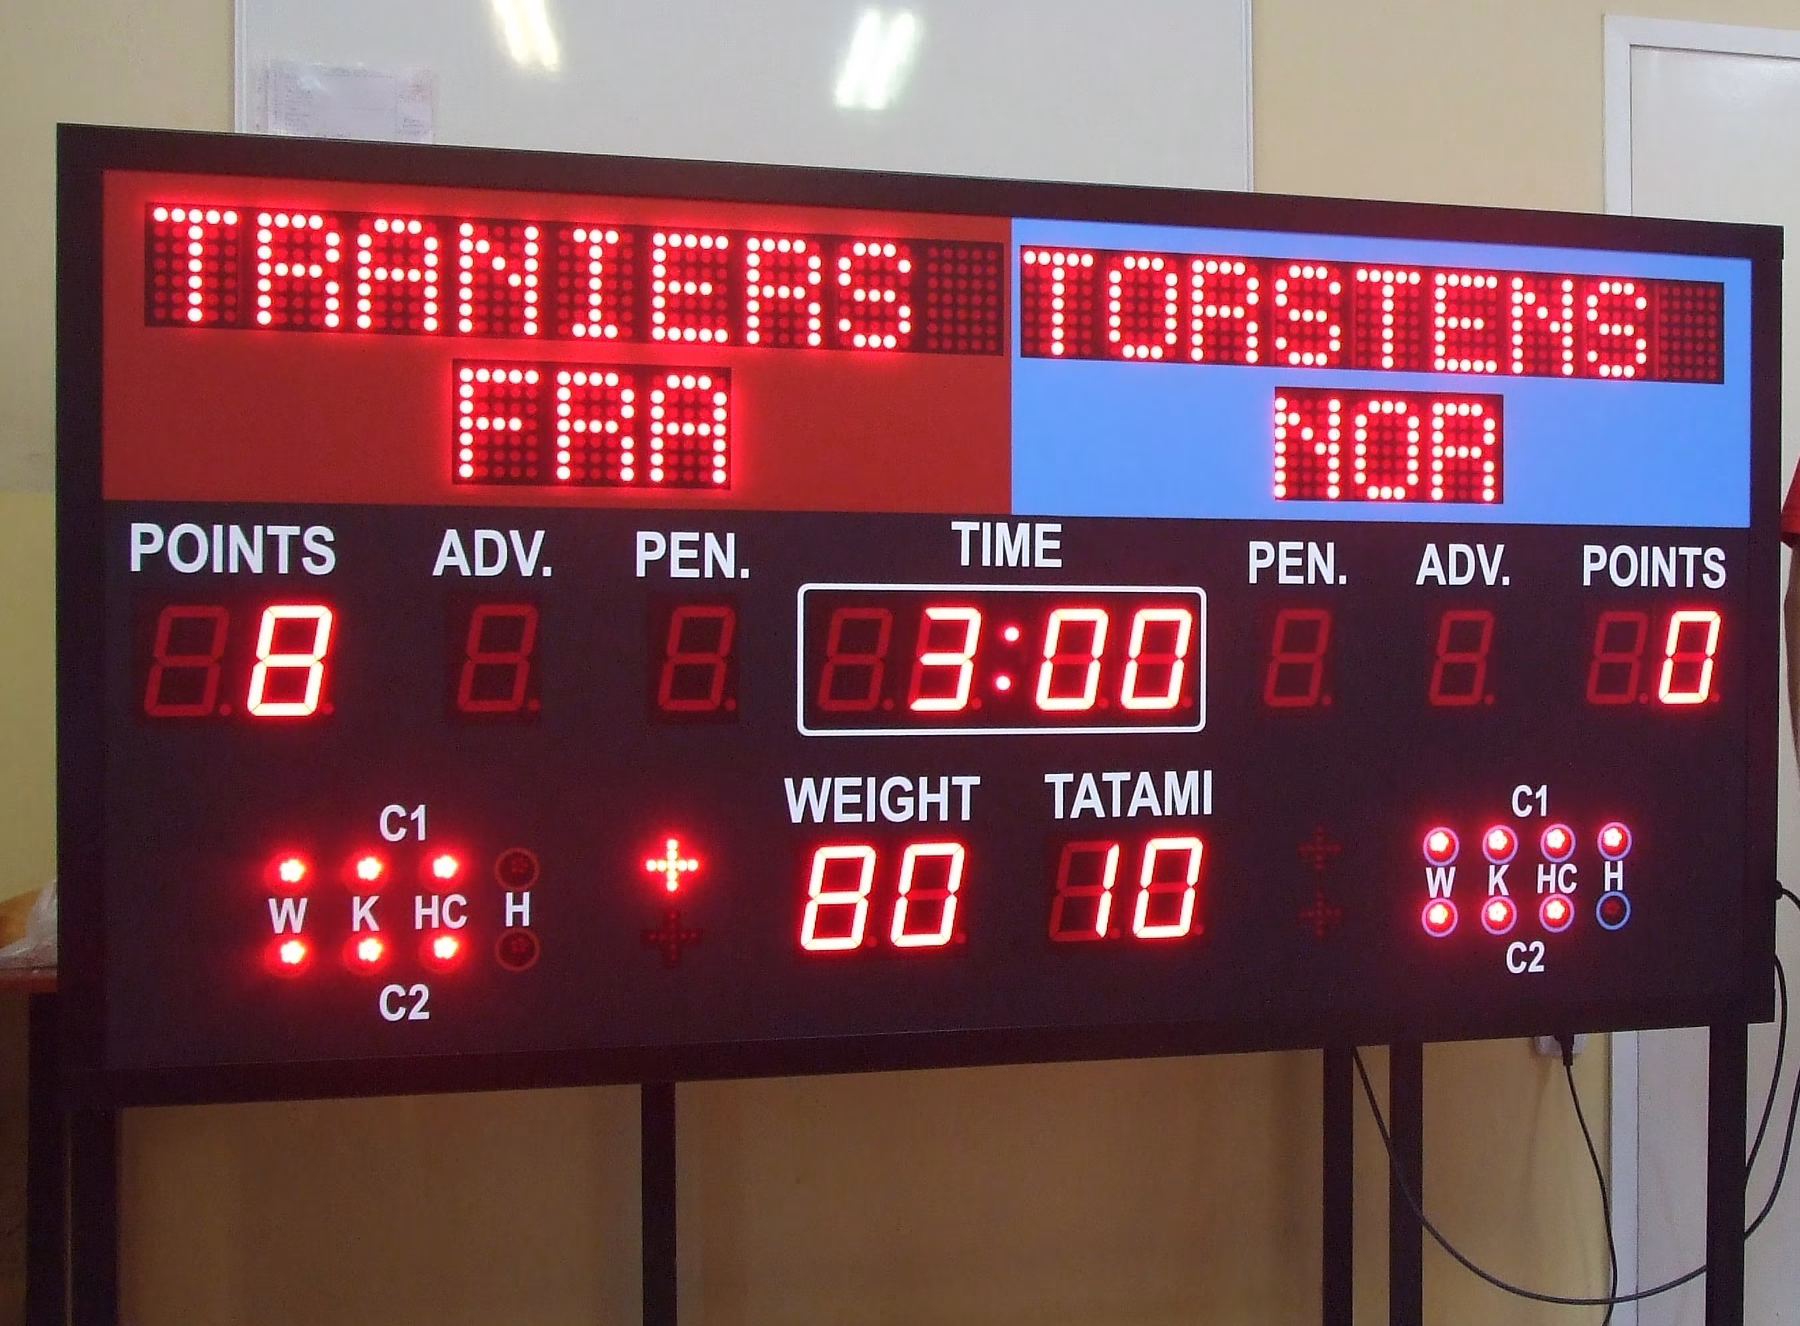 TRANIERS TORSTENS
FRA NOR
POINTS ADV. PEN. TIME PEN. ADV. POINTS
8 3:00 0
WEIGHT TATAMI
80 10
C1 C1
W K HC H W K HC H
C2 C2